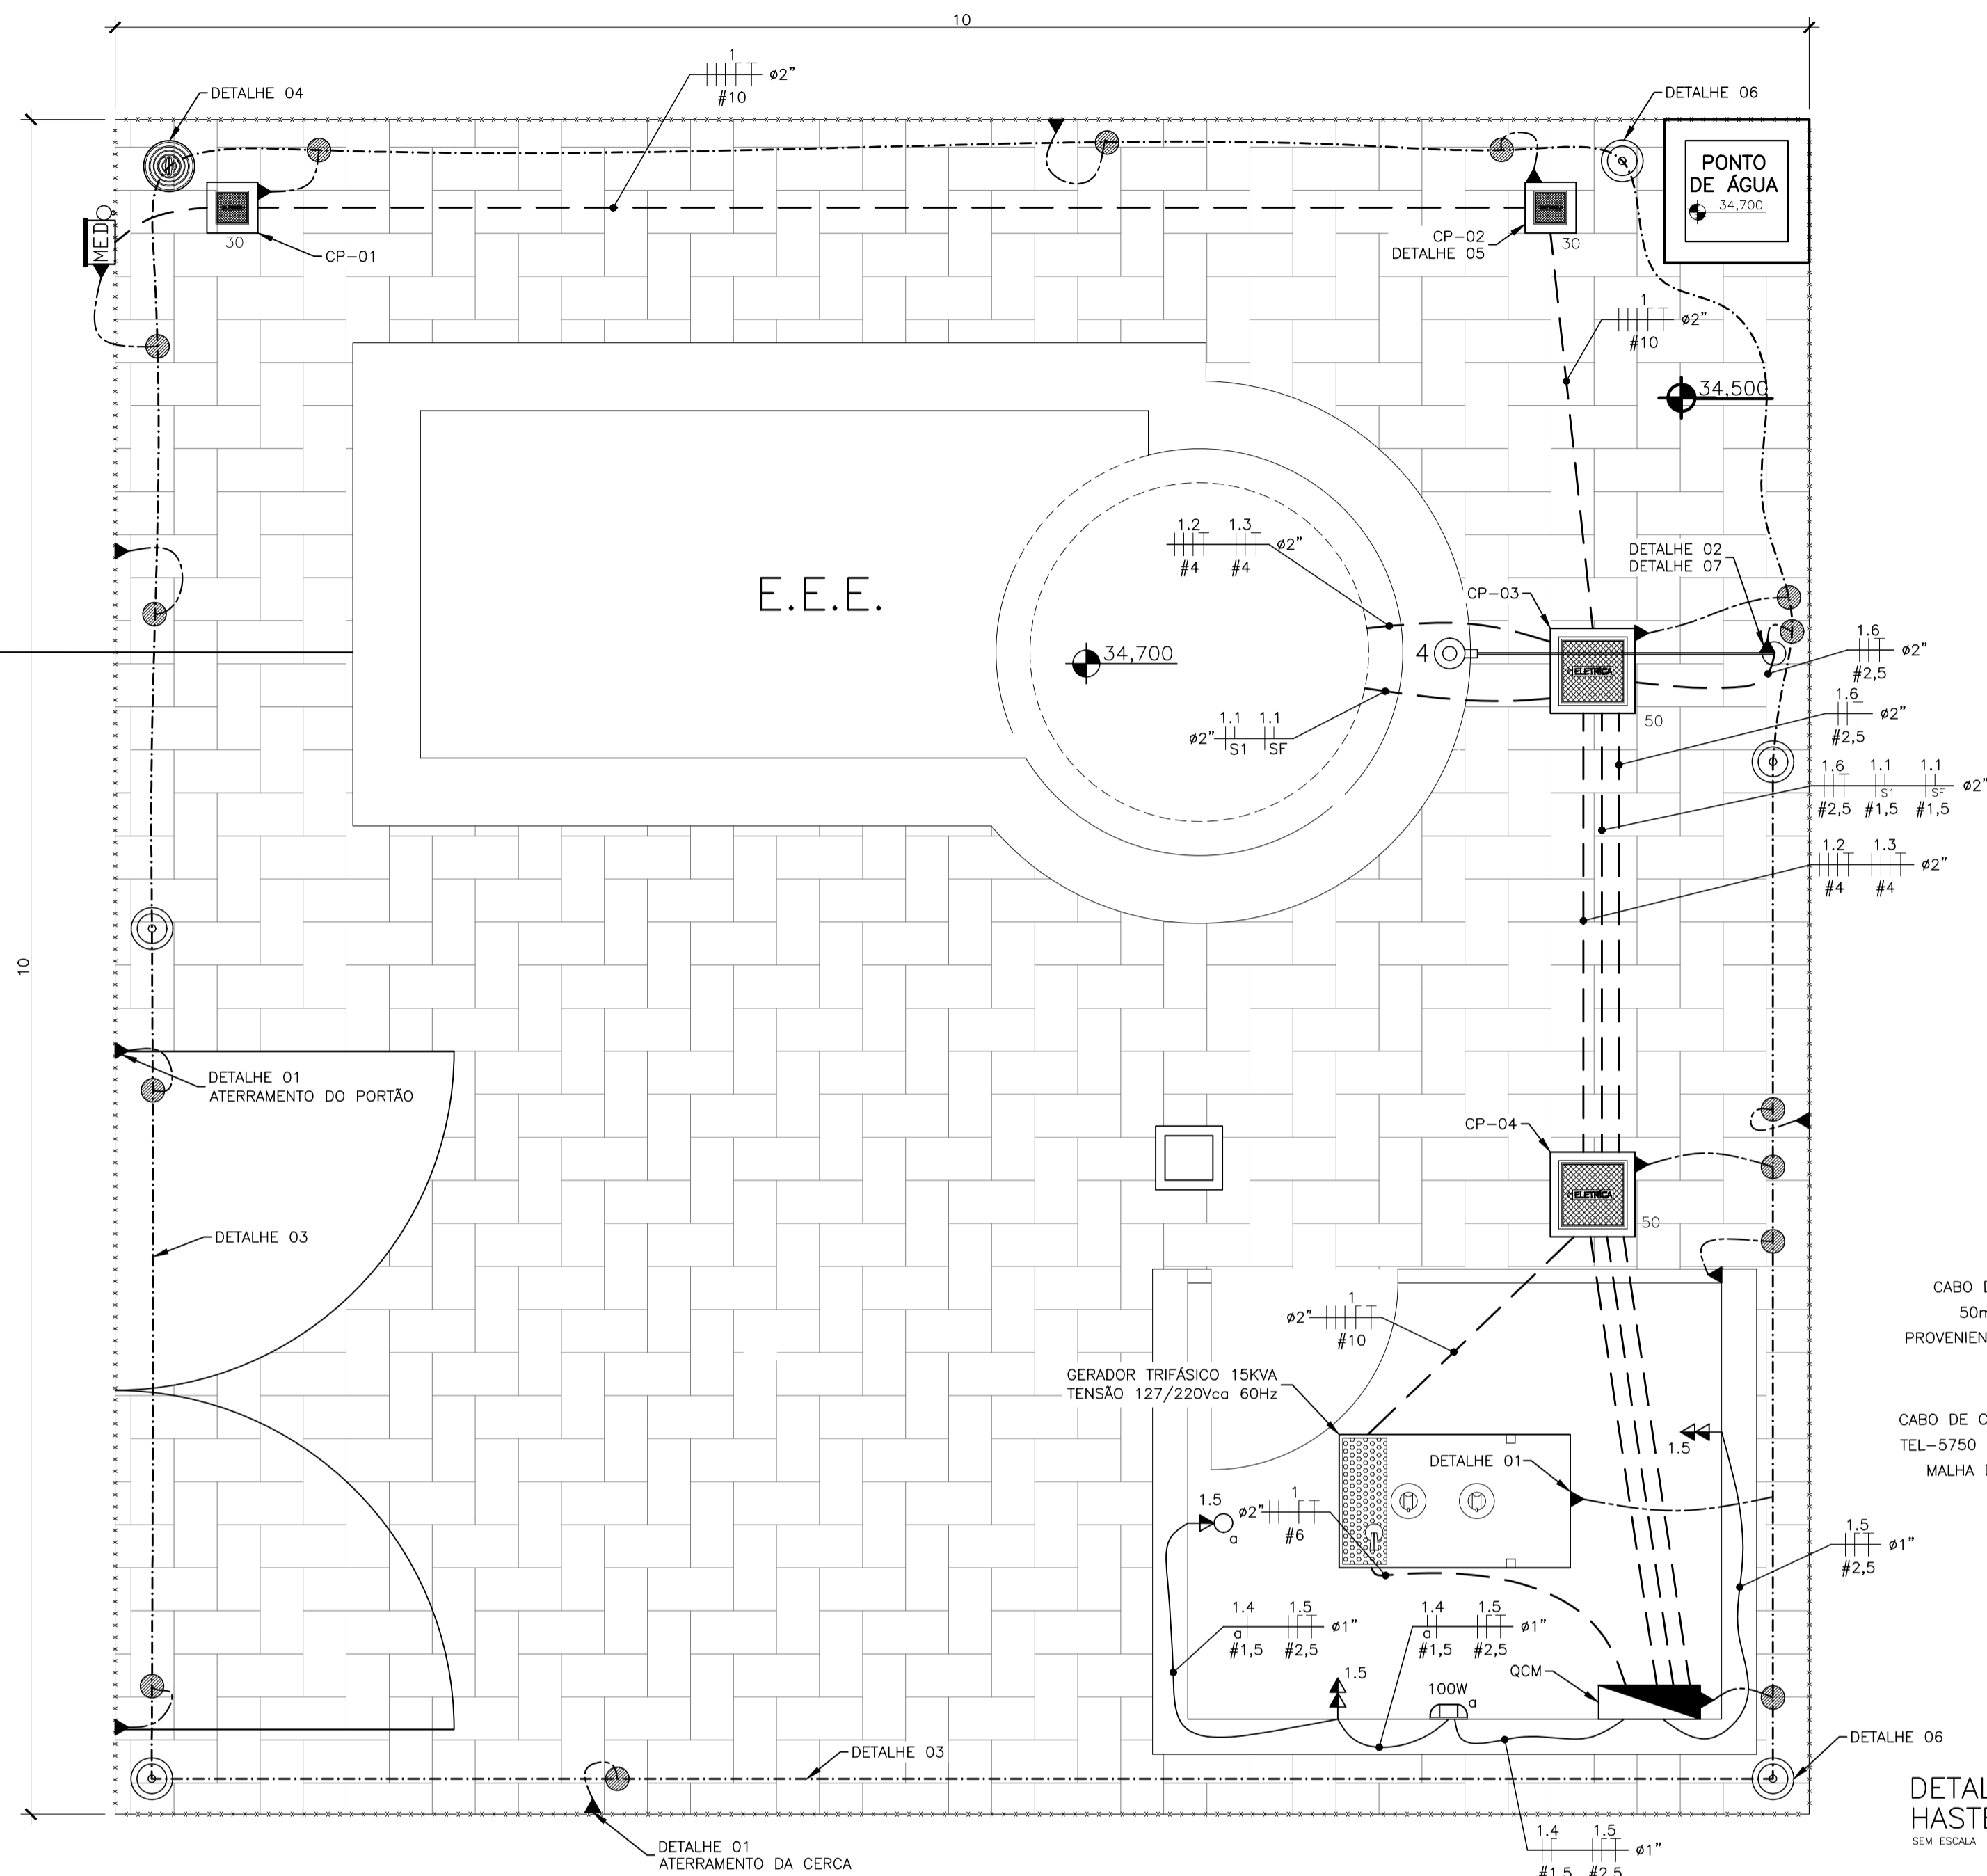 10
1
ø2"
#10
DETALHE 04
DETALHE 06
PONTO
DE ÁGUA
34,700
MED
30
CP-01
CP-02
DETALHE 05
30
1
ø2"
#10
34,500
1.2 1.3
ø2"
#4 #4
DETALHE 02
DETALHE 07
E.E.E.
CP-03
34,700
4
ELETRICA
1.6
ø2"
#2,5
1.6
ø2"
#2,5
50
1.1 1.1
ø2"
S1 SF
1.6 1.1 1.1
S1 SF ø2"
#2,5 #1,5 #1,5
1.2 1.3
ø2"
#4 #4
10
DETALHE 01
ATERRAMENTO DO PORTÃO
CP-04
ELETRICA
50
DETALHE 03
CABO D
50m
PROVENIEN
1
ø2"
#10
GERADOR TRIFÁSICO 15KVA
TENSÃO 127/220Vca 60Hz
CABO DE C
TEL-5750
MALHA D
1.5
DETALHE 01
1.5
a
1
ø2"
#6
1.5
ø1"
#2,5
1.4 1.5
a ø1"
#1,5 #2,5
1.4 1.5
a ø1"
#1,5 #2,5
1.5
100W
a
QCM
DETALHE 03
DETALHE 06
DETAL
HASTE
SEM ESCALA
DETALHE 01
ATERRAMENTO DA CERCA
1.4 1.5
ø1"
#1,5 #2,5